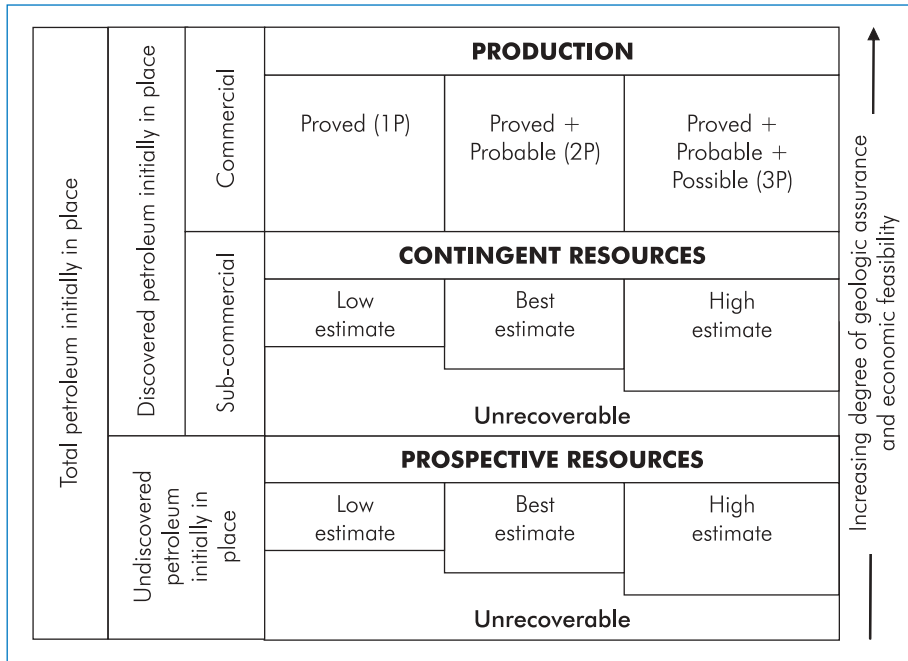 Total petroleum initially in place
Discovered petroleum initially in place
Commercial
PRODUCTION
Proved (1P)
Proved +
Probable (2P)
Proved +
Probable +
Possible (3P)
Sub-commercial
CONTINGENT RESOURCES
Low
estimate
Best
estimate
High
estimate
Unrecoverable
Undiscovered
petroleum
initially in
place
PROSPECTIVE RESOURCES
Low
estimate
Best
estimate
High
estimate
Unrecoverable
Increasing degree of geologic assurance
and economic feasibility